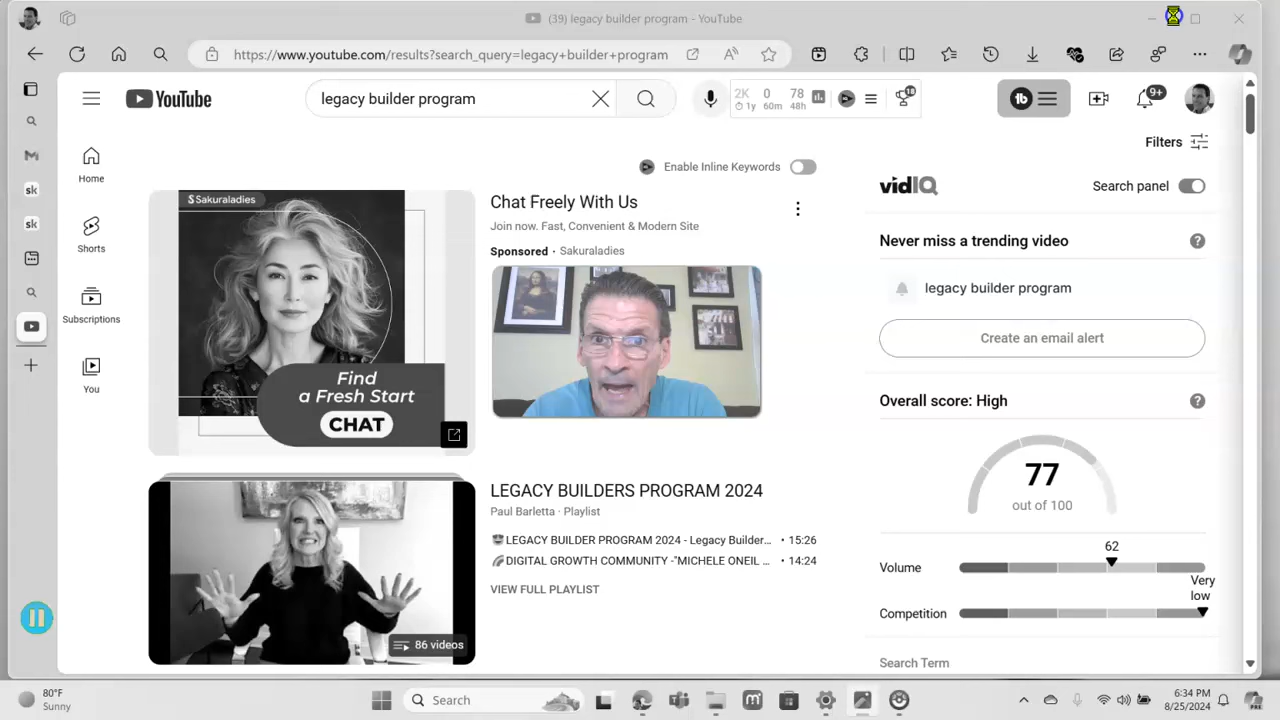 (39) legacy builder program - YouTube
https://www.youtube.com/results?search_query=legacy+builder+program
YouTube
legacy builder program
2K 0 78
1y 60m 48h
18
tb
9+
Filters
Enable Inline Keywords
Home
Shorts
Subscriptions
You
Sakuraladies
Find
a Fresh Start
CHAT
Chat Freely With Us
Join now. Fast, Convenient & Modern Site
Sponsored · Sakuraladies
LEGACY BUILDERS PROGRAM 2024
Paul Barletta · Playlist
LEGACY BUILDER PROGRAM 2024 - Legacy Builder... • 15:26
DIGITAL GROWTH COMMUNITY -"MICHELE ONEIL ... • 14:24
VIEW FULL PLAYLIST
86 videos
vidIQ
Search panel
Never miss a trending video
legacy builder program
Create an email alert
Overall score: High
77
out of 100
62
Volume
Very
low
Competition
Search Term
sk
sk
80°F
Sunny
Search
6:34 PM
8/25/2024